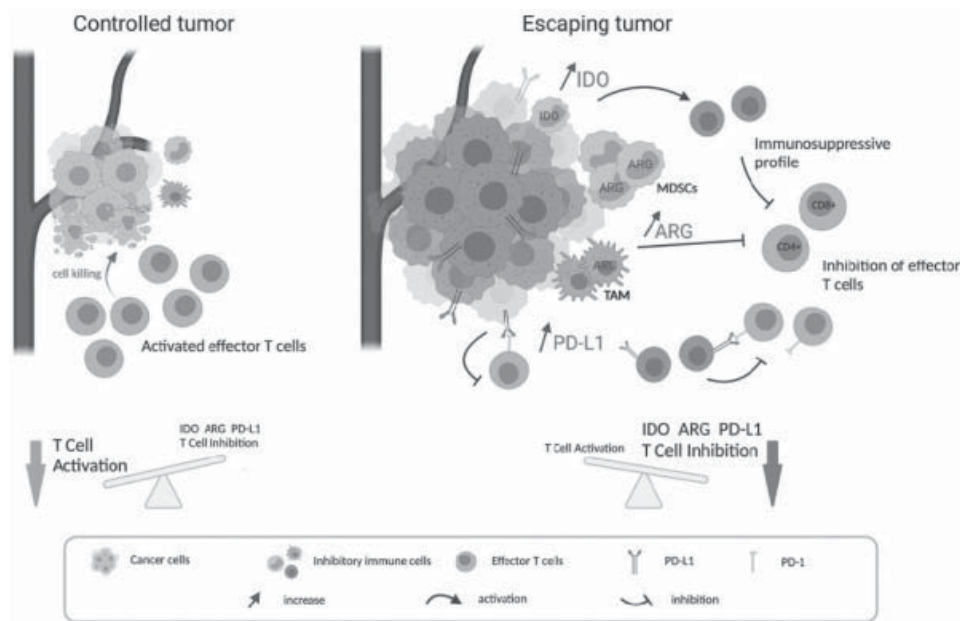 Controlled tumor
Escaping tumor
IDO
IDO
Immunosuppressive
profile
ARG
ARG
MDSCs
ARG
CD8+
CD4+
cell killing
ARG
TAM
Inhibition of effector
T cells
Activated effector T cells
PD-L1
T Cell
Activation
IDO ARG PD-L1
T Cell Inhibition
T Cell Activation
IDO ARG PD-L1
T Cell Inhibition
Cancer cells
Inhibitory immune cells
Effector T cells
PD-L1
PD-1
increase
activation
inhibition